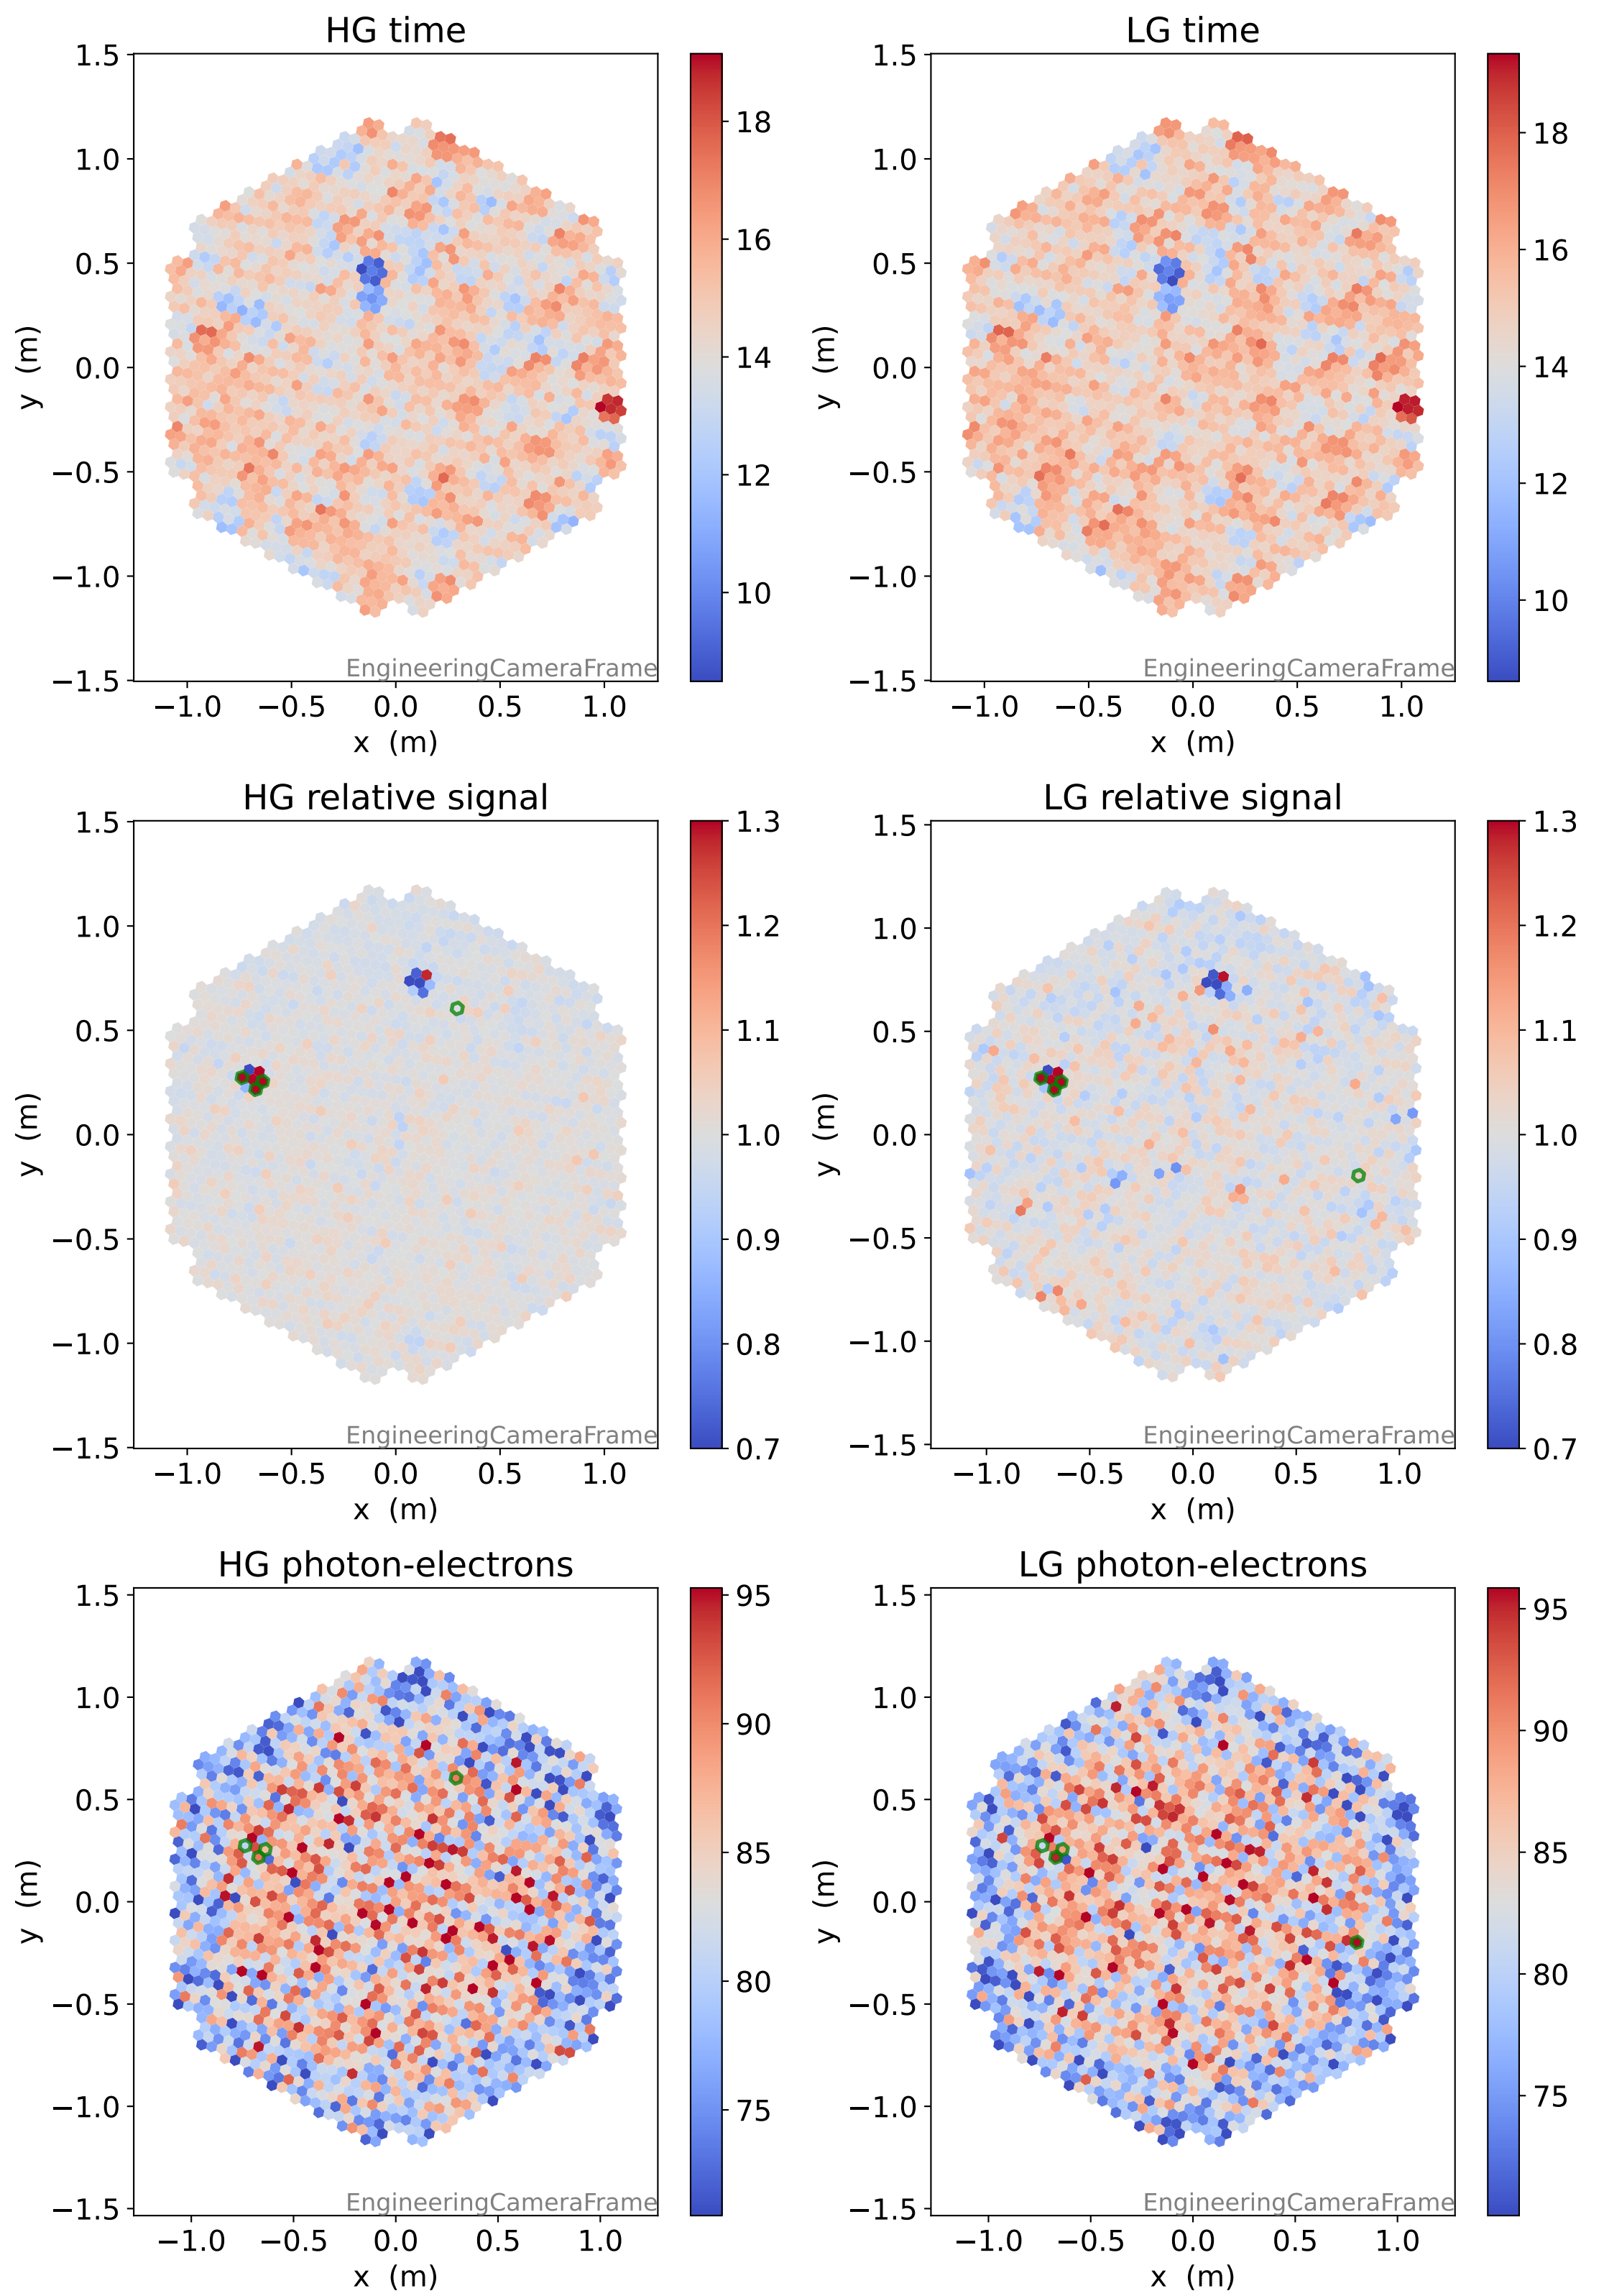 HG time
1.5
1.0
0.5
0.0
−0.5
−1.0
−1.5
y (m)
EngineeringCameraFrame
−1.0 −0.5 0.0 0.5 1.0
x (m)
18
16
14
12
10
LG time
1.5
1.0
0.5
0.0
−0.5
−1.0
−1.5
y (m)
EngineeringCameraFrame
−1.0 −0.5 0.0 0.5 1.0
x (m)
18
16
14
12
10
HG relative signal
1.5
1.0
0.5
0.0
−0.5
−1.0
−1.5
y (m)
EngineeringCameraFrame
−1.0 −0.5 0.0 0.5 1.0
x (m)
1.3
1.2
1.1
1.0
0.9
0.8
0.7
LG relative signal
1.5
1.0
0.5
0.0
−0.5
−1.0
−1.5
y (m)
EngineeringCameraFrame
−1.0 −0.5 0.0 0.5 1.0
x (m)
1.3
1.2
1.1
1.0
0.9
0.8
0.7
HG photon-electrons
1.5
1.0
0.5
0.0
−0.5
−1.0
−1.5
y (m)
EngineeringCameraFrame
−1.0 −0.5 0.0 0.5 1.0
x (m)
95
90
85
80
75
LG photon-electrons
1.5
1.0
0.5
0.0
−0.5
−1.0
−1.5
y (m)
EngineeringCameraFrame
−1.0 −0.5 0.0 0.5 1.0
x (m)
95
90
85
80
75